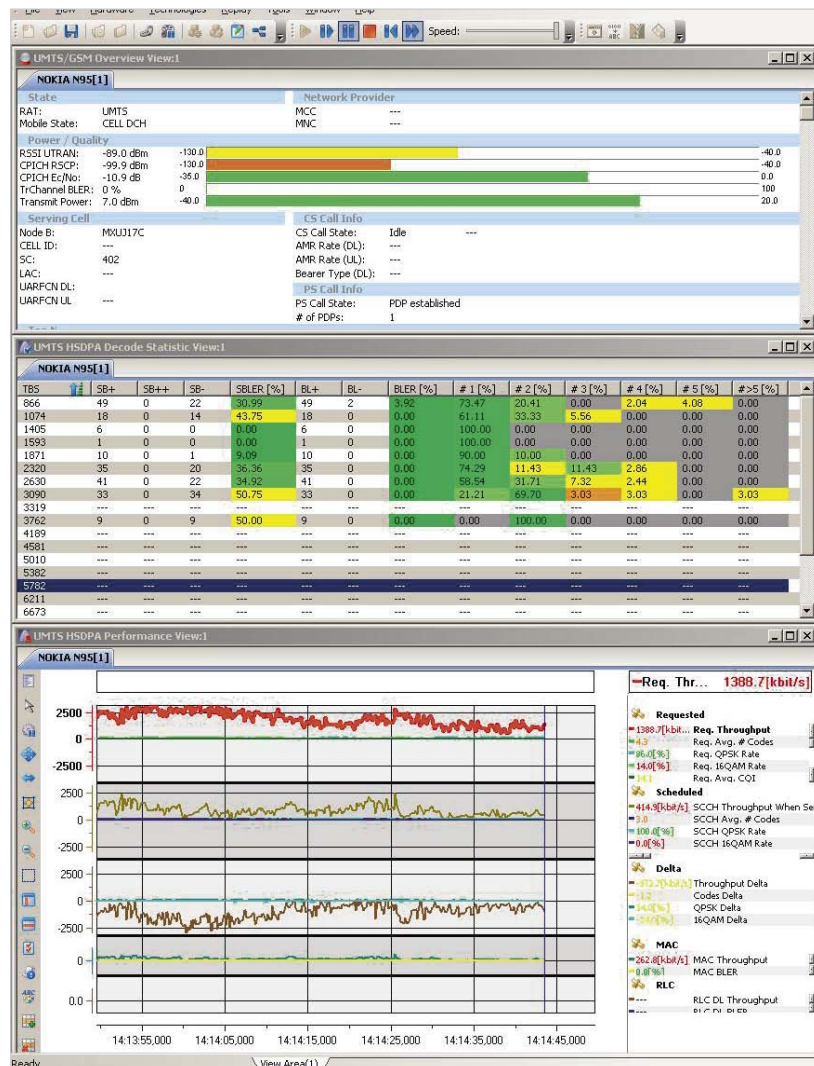 File View Hardware Technologies Replay Tools Window Help
Speed:
UMTS/GSM Overview View:1
NOKIA N95[1]
State Network Provider
RAT: UMTS MCC ---
Mobile State: CELL DCH MNC ---
Power / Quality
RSSI UTRAN: -89.0 dBm -130.0 -40.0
CPICH RSCP: -99.9 dBm -130.0 -40.0
CPICH Ec/No: -10.9 dB -35.0 0.0
TrChannel BLER: 0 % 0 100
Transmit Power: 7.0 dBm -40.0 20.0
Serving Cell CS Call Info
Node B: MXUJ17C CS Call State: Idle ---
CELL ID: --- AMR Rate (DL): ---
SC: 402 AMR Rate (UL): ---
LAC: --- Bearer Type (DL): ---
UARFCN DL: PS Call Info
UARFCN UL --- PS Call State: PDP established
# of PDPs: 1
UMTS HSDPA Decode Statistic View:1
NOKIA N95[1]
TBS SB+ SB++ SB- SBLER [%] BL+ BL- BLER [%] # 1 [%] # 2 [%] # 3 [%] # 4 [%] # 5 [%] #>5 [%]
866 49 0 22 30.99 49 2 3.92 73.47 20.41 0.00 2.04 4.08 0.00
1074 18 0 14 43.75 18 0 0.00 61.11 33.33 5.56 0.00 0.00 0.00
1405 6 0 0 0.00 6 0 0.00 100.00 0.00 0.00 0.00 0.00 0.00
1593 1 0 0 0.00 1 0 0.00 100.00 0.00 0.00 0.00 0.00 0.00
1871 10 0 1 9.09 10 0 0.00 90.00 10.00 0.00 0.00 0.00 0.00
2320 35 0 20 36.36 35 0 0.00 74.29 11.43 11.43 2.86 0.00 0.00
2630 41 0 22 34.92 41 0 0.00 58.54 31.71 7.32 2.44 0.00 0.00
3090 33 0 34 50.75 33 0 0.00 21.21 69.70 3.03 3.03 0.00 3.03
3319 --- --- --- --- --- --- --- --- --- --- --- --- ---
3762 9 0 9 50.00 9 0 0.00 0.00 100.00 0.00 0.00 0.00 0.00
4189 --- --- --- --- --- --- --- --- --- --- --- --- ---
4581 --- --- --- --- --- --- --- --- --- --- --- --- ---
5010 --- --- --- --- --- --- --- --- --- --- --- --- ---
5382 --- --- --- --- --- --- --- --- --- --- --- --- ---
5782 --- --- --- --- --- --- --- --- --- --- --- --- ---
6211 --- --- --- --- --- --- --- --- --- --- --- --- ---
6673 --- --- --- --- --- --- --- --- --- --- --- --- ---
UMTS HSDPA Performance View:1
NOKIA N95[1]
Req. Thr... 1388.7[kbit/s]
2500
0
-2500
2500
0
-2500
2500
0
-2500
0
0.0
14:13:55,000 14:14:05,000 14:14:15,000 14:14:25,000 14:14:35,000 14:14:45,000
Requested
1388.7[kbit... Req. Throughput
4.3 Req. Avg. # Codes
86.0[%] Req. QPSK Rate
14.0[%] Req. 16QAM Rate
Req. Avg. CQI
Scheduled
414.9[kbit/s] SCCH Throughput When Se
3.0 SCCH Avg. # Codes
100.0[%] SCCH QPSK Rate
0.0[%] SCCH 16QAM Rate
Delta
Throughput Delta
Codes Delta
QPSK Delta
16QAM Delta
MAC
262.8[kbit/s] MAC Throughput
0.0[%] MAC BLER
RLC
--- RLC DL Throughput
--- RLC DL BLER
Ready View Area(1)